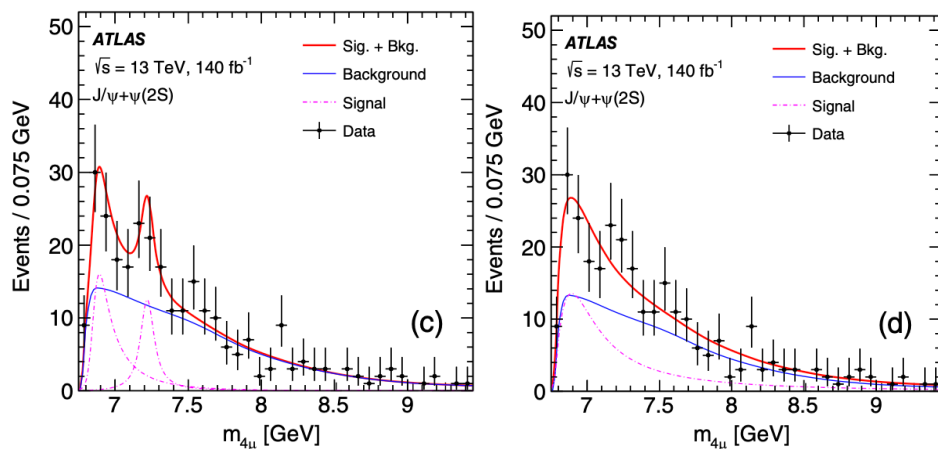 Events / 0.075 GeV
50
40
30
20
10
0
ATLAS
√s = 13 TeV, 140 fb⁻¹
J/ψ+ψ(2S)
Sig. + Bkg.
Background
Signal
Data
(c)
7
7.5
8
8.5
9
m₄μ [GeV]
Events / 0.075 GeV
50
40
30
20
10
0
ATLAS
√s = 13 TeV, 140 fb⁻¹
J/ψ+ψ(2S)
Sig. + Bkg.
Background
Signal
Data
(d)
7
7.5
8
8.5
9
m₄μ [GeV]